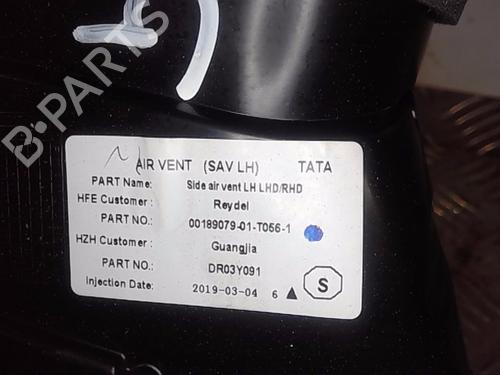 B-PARTS
AIR VENT (SAV LH) TATA
PART Name: Side air vent LH LHD/RHD
HFE Customer: Reydel
PART NO.: 00189079-01-T056-1
HZH Customer: Guangjia
PART NO.: DR03Y091
Injection Date: 2019-03-04 6 ▲ S